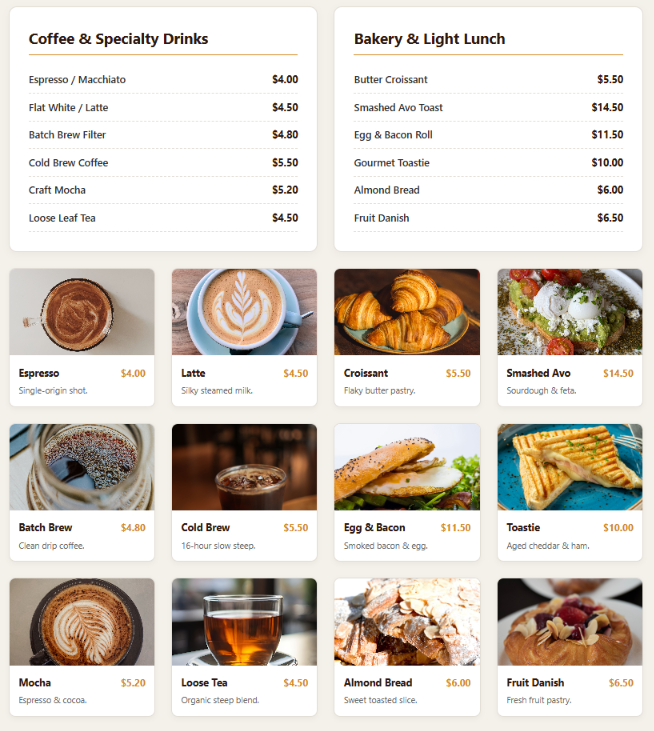 Coffee & Specialty Drinks
Espresso / Macchiato $4.00
Flat White / Latte $4.50
Batch Brew Filter $4.80
Cold Brew Coffee $5.50
Craft Mocha $5.20
Loose Leaf Tea $4.50
Bakery & Light Lunch
Butter Croissant $5.50
Smashed Avo Toast $14.50
Egg & Bacon Roll $11.50
Gourmet Toastie $10.00
Almond Bread $6.00
Fruit Danish $6.50
Espresso $4.00
Single-origin shot.
Latte $4.50
Silky steamed milk.
Croissant $5.50
Flaky butter pastry.
Smashed Avo $14.50
Sourdough & feta.
Batch Brew $4.80
Clean drip coffee.
Cold Brew $5.50
16-hour slow steep.
Egg & Bacon $11.50
Smoked bacon & egg.
Toastie $10.00
Aged cheddar & ham.
Mocha $5.20
Espresso & cocoa.
Loose Tea $4.50
Organic steep blend.
Almond Bread $6.00
Sweet toasted slice.
Fruit Danish $6.50
Fresh fruit pastry.